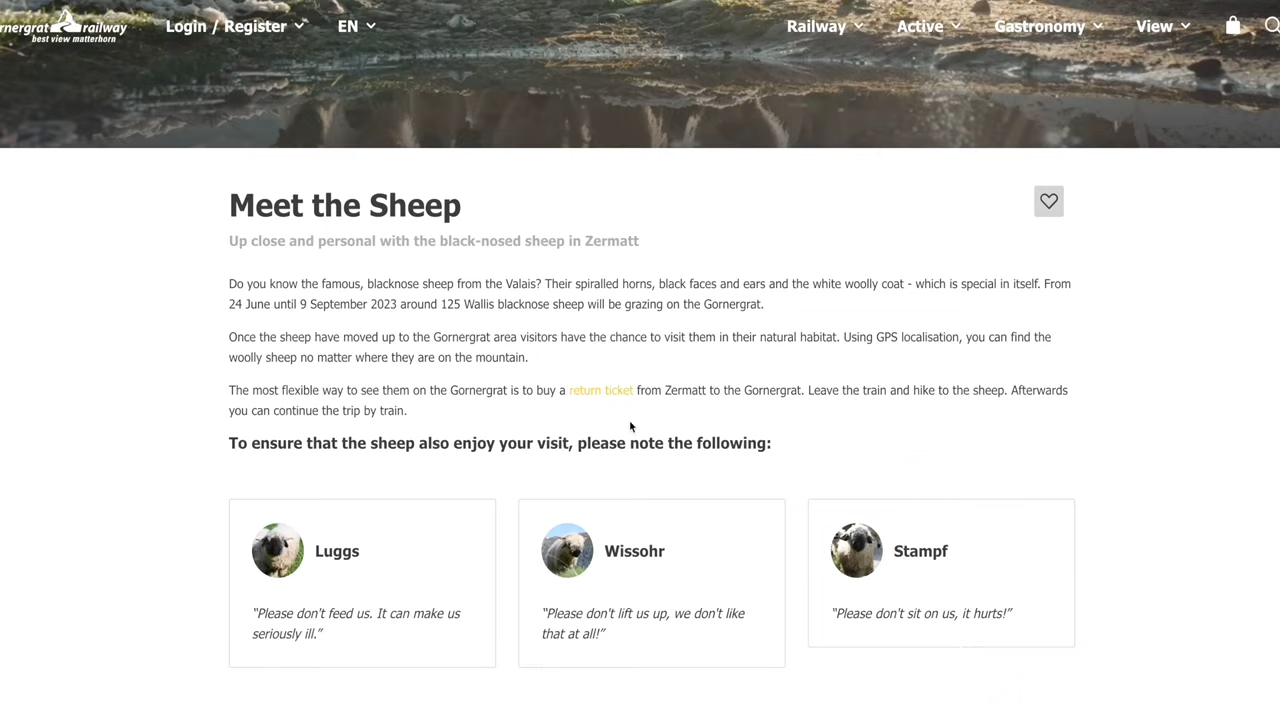 rnergrat railway
best view matterhorn
Login / Register
EN
Railway
Active
Gastronomy
View
Meet the Sheep
Up close and personal with the black-nosed sheep in Zermatt
Do you know the famous, blacknose sheep from the Valais? Their spiralled horns, black faces and ears and the white woolly coat - which is special in itself. From
24 June until 9 September 2023 around 125 Wallis blacknose sheep will be grazing on the Gornergrat.
Once the sheep have moved up to the Gornergrat area visitors have the chance to visit them in their natural habitat. Using GPS localisation, you can find the
woolly sheep no matter where they are on the mountain.
The most flexible way to see them on the Gornergrat is to buy a return ticket from Zermatt to the Gornergrat. Leave the train and hike to the sheep. Afterwards
you can continue the trip by train.
To ensure that the sheep also enjoy your visit, please note the following:
Luggs
“Please don't feed us. It can make us
seriously ill.”
Wissohr
“Please don't lift us up, we don't like
that at all!”
Stampf
“Please don't sit on us, it hurts!”